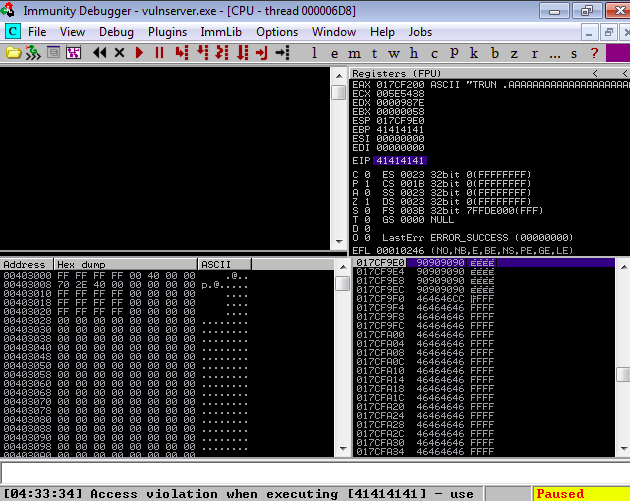 Immunity Debugger - vulnserver.exe - [CPU - thread 000006D8]
C File View Debug Plugins ImmLib Options Window Help Jobs
l e m t w h c p k b z r ... s ?
Registers (FPU) < <
EAX 017CF200 ASCII "TRUN .AAAAAAAAAAAAAAAAAAAAA
ECX 005E5438
EDX 0000987E
EBX 00000058
ESP 017CF9E0
EBP 41414141
ESI 00000000
EDI 00000000
EIP 41414141
C 0 ES 0023 32bit 0(FFFFFFFF)
P 1 CS 001B 32bit 0(FFFFFFFF)
A 0 SS 0023 32bit 0(FFFFFFFF)
Z 1 DS 0023 32bit 0(FFFFFFFF)
S 0 FS 003B 32bit 7FFDE000(FFF)
T 0 GS 0000 NULL
D 0
O 0 LastErr ERROR_SUCCESS (00000000)
EFL 00010246 (NO,NB,E,BE,NS,PE,GE,LE)
Address Hex dump ASCII
00403000 FF FF FF FF 00 40 00 00 .@..
00403008 70 2E 40 00 00 00 00 00 p.@.....
00403010 FF FF FF FF 00 00 00 00 ....
00403018 FF FF FF FF 00 00 00 00 ....
00403020 FF FF FF FF 00 00 00 00 ....
00403028 00 00 00 00 00 00 00 00 ........
00403030 00 00 00 00 00 00 00 00 ........
00403038 00 00 00 00 00 00 00 00 ........
00403040 00 00 00 00 00 00 00 00 ........
00403048 00 00 00 00 00 00 00 00 ........
00403050 00 00 00 00 00 00 00 00 ........
00403058 00 00 00 00 00 00 00 00 ........
00403060 00 00 00 00 00 00 00 00 ........
00403068 00 00 00 00 00 00 00 00 ........
00403070 00 00 00 00 00 00 00 00 ........
00403078 00 00 00 00 00 00 00 00 ........
00403080 00 00 00 00 00 00 00 00 ........
00403088 00 00 00 00 00 00 00 00 ........
00403090 00 00 00 00 00 00 00 00 ........
00403098 00 00 00 00 00 00 00 00 ........
017CF9E0 90909090 éééé
017CF9E4 90909090 éééé
017CF9E8 90909090 éééé
017CF9EC 90909090 éééé
017CF9F0 464646CC ╠FFF
017CF9F4 46464646 FFFF
017CF9F8 46464646 FFFF
017CF9FC 46464646 FFFF
017CFA00 46464646 FFFF
017CFA04 46464646 FFFF
017CFA08 46464646 FFFF
017CFA0C 46464646 FFFF
017CFA10 46464646 FFFF
017CFA14 46464646 FFFF
017CFA18 46464646 FFFF
017CFA1C 46464646 FFFF
017CFA20 46464646 FFFF
017CFA24 46464646 FFFF
017CFA28 46464646 FFFF
017CFA2C 46464646 FFFF
017CFA30 46464646 FFFF
017CFA34 46464646 FFFF
[04:33:34] Access violation when executing [41414141] - use
Paused